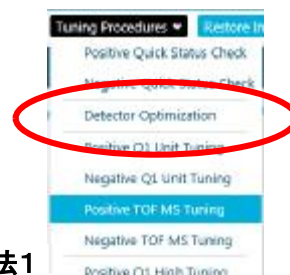 Tuning Procedures Restore In
Positive Quick Status Check
Negative Quick Status Check
Detector Optimization
Positive Q1 Unit Tuning
Negative Q1 Unit Tuning
Positive TOF MS Tuning
Negative TOF MS Tuning
法1
Positive Q1 High Tuning